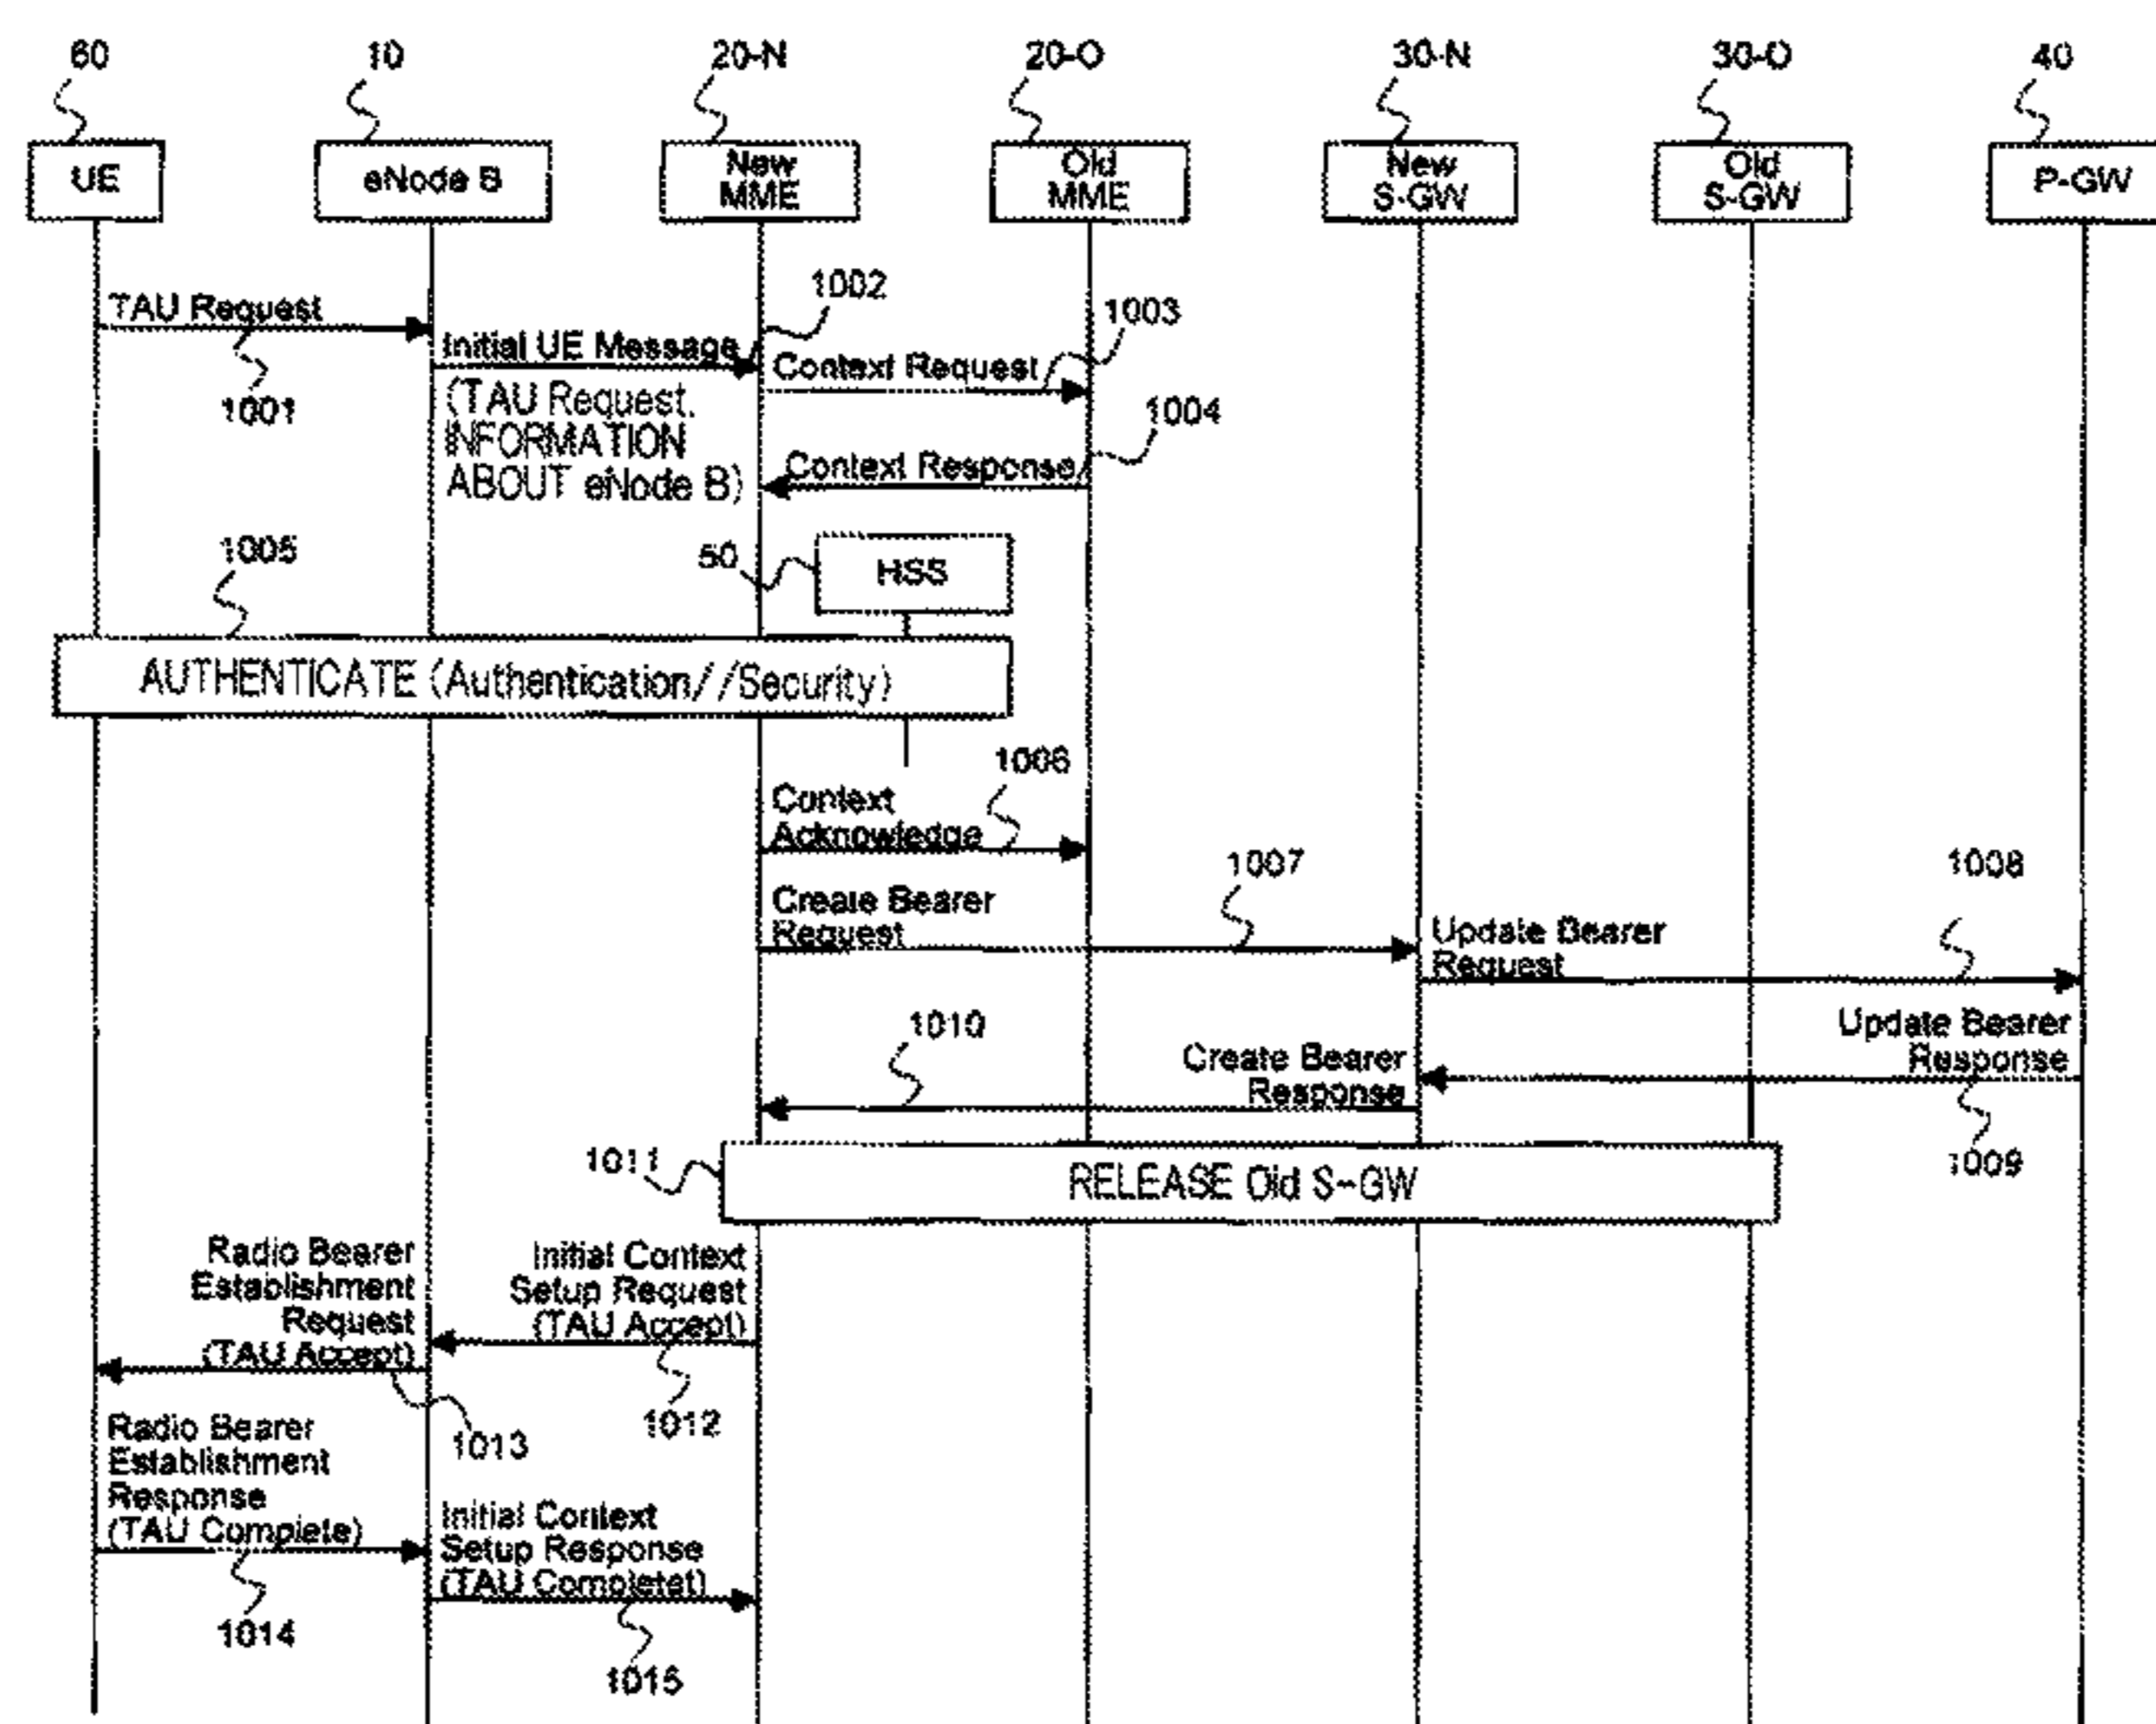 60
10
20-N
20-O
30-N
30-O
40
UE
eNode B
New
MME
Old
MME
New
S-GW
Old
S-GW
P-GW
TAU Request
1001
Initial UE Message
1002
(TAU Request,
INFORMATION
ABOUT eNode B)
Context Request
1003
1004
Context Response
50
HSS
1005
AUTHENTICATE (Authentication//Security)
1006
Context
Acknowledge
1007
Create Bearer
Request
1008
Update Bearer
Request
Update Bearer
Response
1009
1010
Create Bearer
Response
1011
RELEASE Old S-GW
Initial Context
Setup Request
(TAU Accept)
1012
Radio Bearer
Establishment
Request
(TAU Accept)
1013
Radio Bearer
Establishment
Response
(TAU Complete)
1014
Initial Context
Setup Response
(TAU Completet)
1015